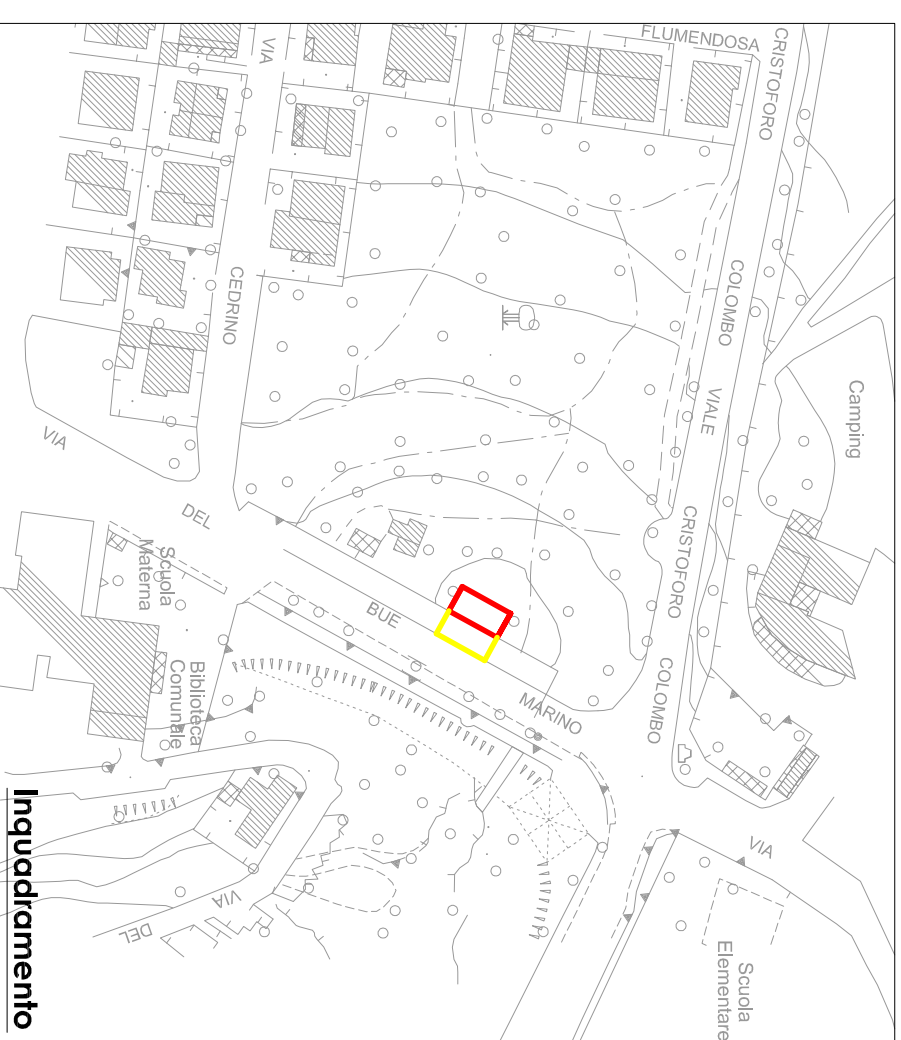 FLUMENDOSA
CRISTOFORO
COLOMBO
VIALE
CRISTOFORO
COLOMBO
Camping
VIA
CEDRINO
VIA
DEL
BUE
MARINO
Scuola
Materna
Biblioteca
Comunale
VIA
DEL
VIA
Scuola
Elementare
Inquadramento